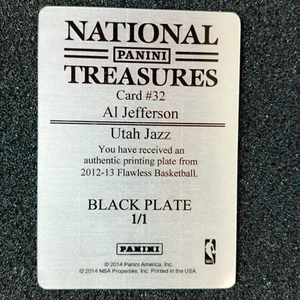 NATIONAL
PANINI
TREASURES
Card #32
Al Jefferson
Utah Jazz
You have received an
authentic printing plate from
2012-13 Flawless Basketball.
BLACK PLATE
1/1
PANINI
© 2014 Panini America, Inc.
© 2014 NBA Properties, Inc. Printed in the USA.